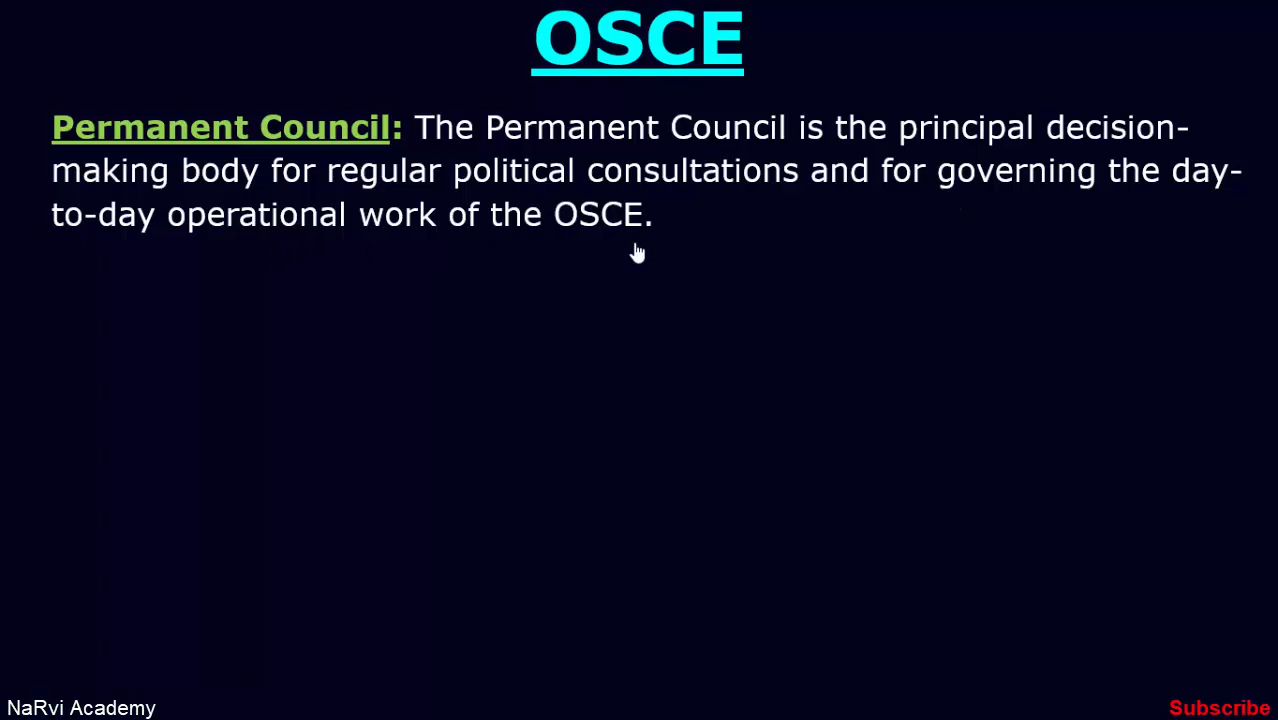 OSCE
Permanent Council: The Permanent Council is the principal decision-
making body for regular political consultations and for governing the day-
to-day operational work of the OSCE.
NaRvi Academy
Subscribe